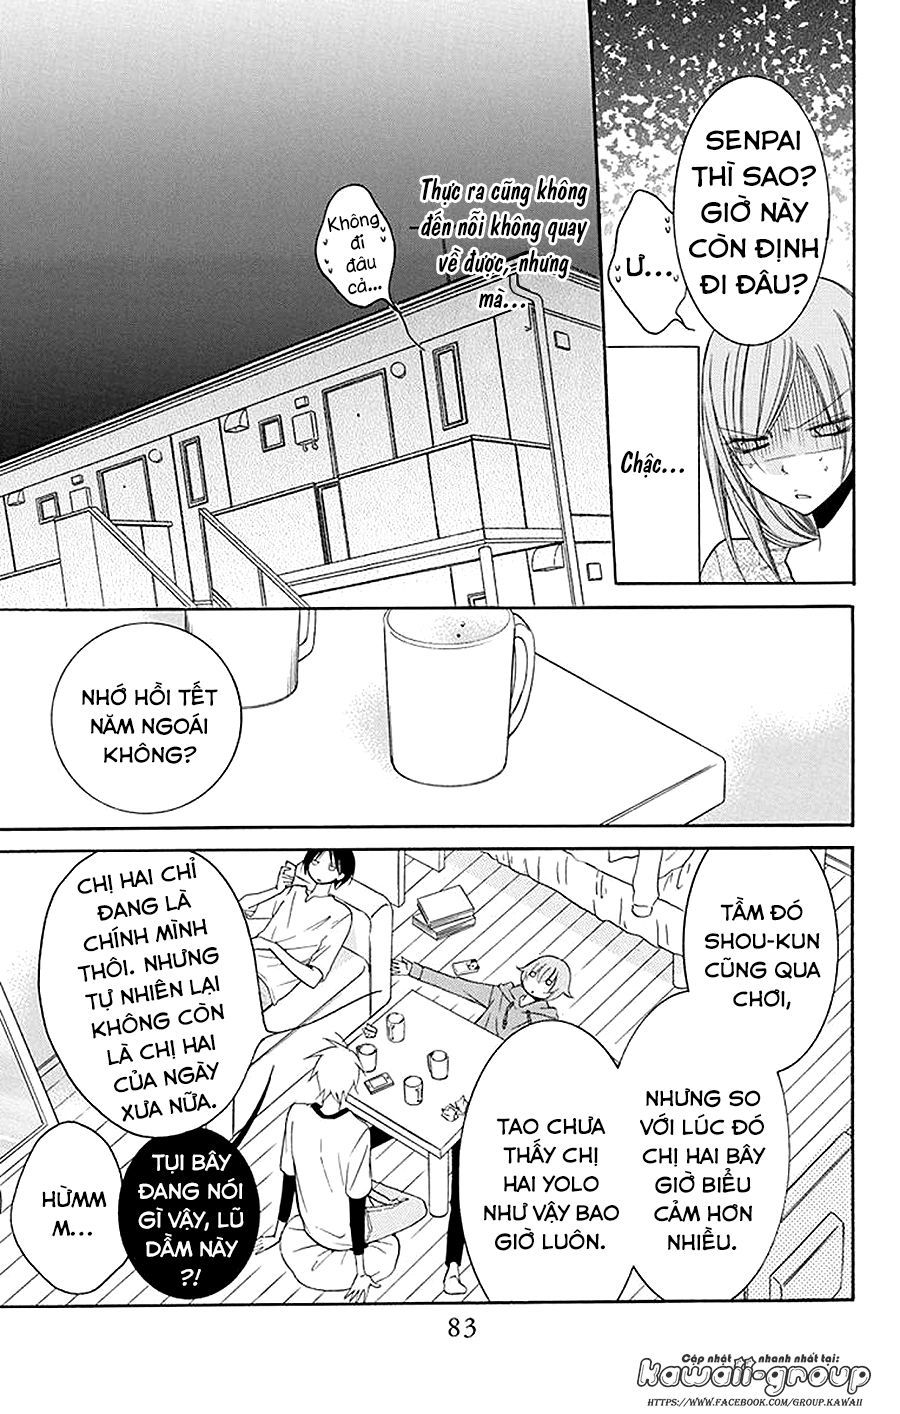 SENPAI
THÌ SAO?
GIỜ NÀY
CÒN ĐỊNH
ĐI ĐÂU?
Ư...
Chậc...
Thực ra cũng không
đến nỗi không quay
về được, nhưng
mà...
Không
đi
đâu
cả...
NHỚ HỒI TẾT
NĂM NGOÁI
KHÔNG?
TẦM ĐÓ
SHOU-KUN
CŨNG QUA
CHƠI,
NHƯNG SO
VỚI LÚC ĐÓ
CHỊ HAI BÂY
GIỜ BIỂU
CẢM HƠN
NHIỀU.
TAO CHƯA
THẤY CHỊ
HAI YOLO
NHƯ VẬY BAO
GIỜ LUÔN.
CHỊ HAI CHỈ
ĐANG LÀ
CHÍNH MÌNH
THÔI. NHƯNG
TỰ NHIÊN LẠI
KHÔNG CÒN
LÀ CHỊ HAI
CỦA NGÀY
XƯA NỮA.
TỤI BÂY
ĐANG NÓI
GÌ VẬY, LŨ
DẦM NÀY
?!
HỪMM
M...
83
Cập nhật nhanh nhất tại:
kawaii-group
HTTPS://WWW.FACEBOOK.COM/GROUP.KAWAII